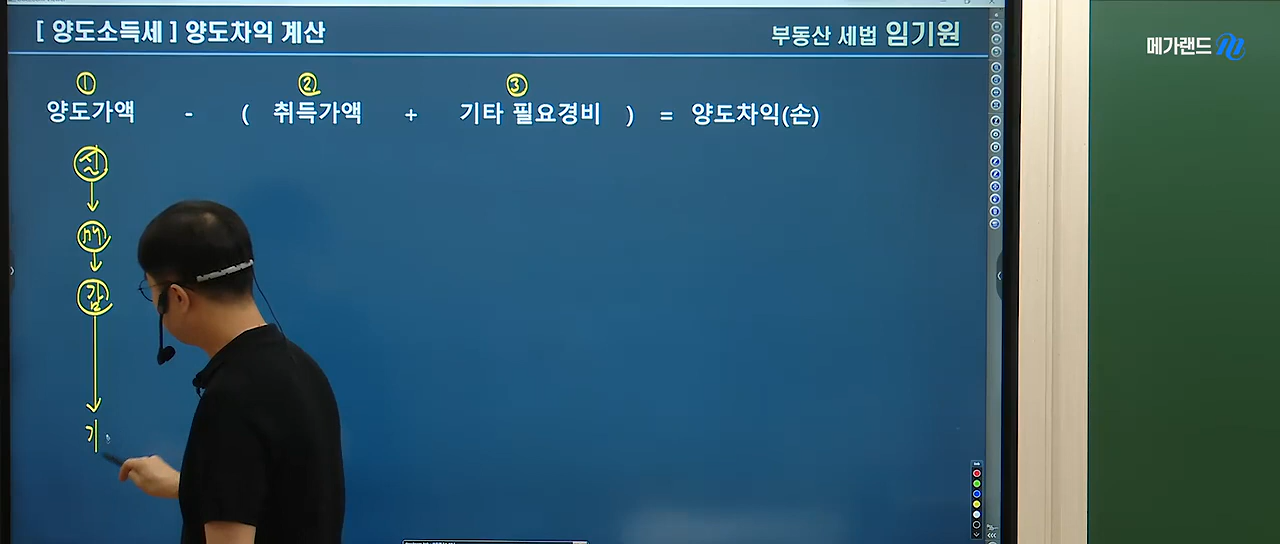 [ 양도소득세 ] 양도차익 계산
부동산 세법 임기원
메가랜드
① ② ③
양도가액 - ( 취득가액 + 기타 필요경비 ) = 양도차익(손)
매
감
기